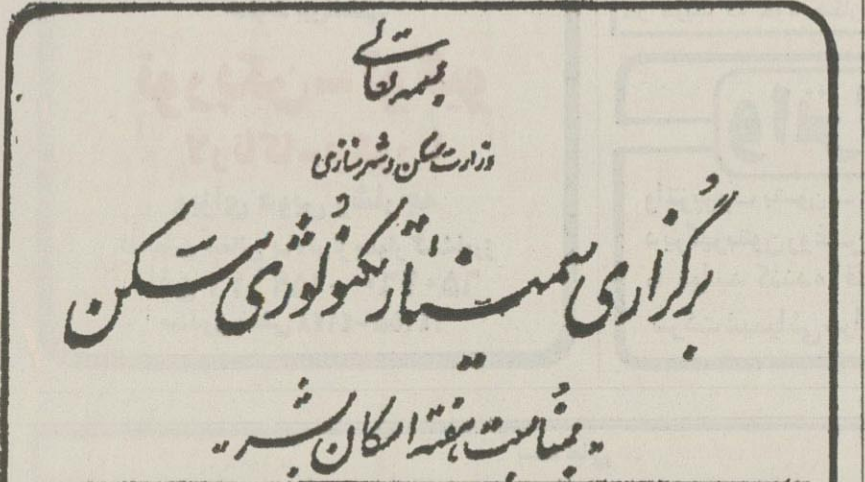 بسمه تعالی
وزارت مسکن و شهرسازی
برگزاری سمینار تکنولوژی مسکن
"بمناسبت هفته اسکان بشر"